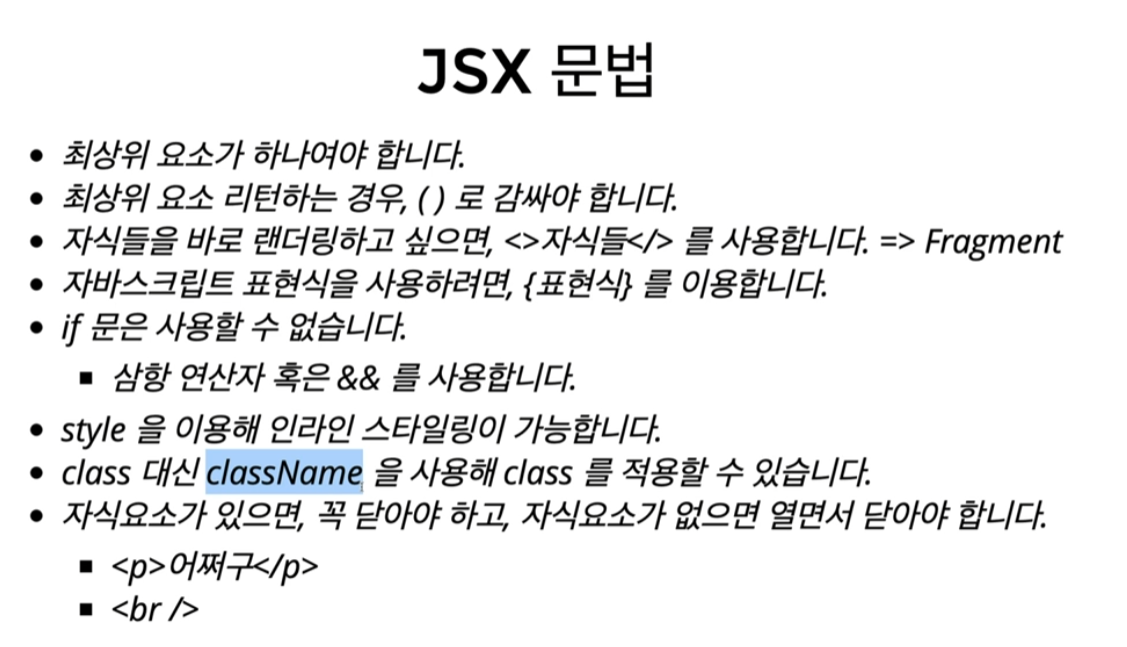 JSX 문법
• 최상위 요소가 하나여야 합니다.
• 최상위 요소 리턴하는 경우, ( ) 로 감싸야 합니다.
• 자식들을 바로 랜더링하고 싶으면, <>자식들</> 를 사용합니다. => Fragment
• 자바스크립트 표현식을 사용하려면, {표현식} 를 이용합니다.
• if 문은 사용할 수 없습니다.
▪ 삼항 연산자 혹은 && 를 사용합니다.
• style 을 이용해 인라인 스타일링이 가능합니다.
• class 대신 className 을 사용해 class 를 적용할 수 있습니다.
• 자식요소가 있으면, 꼭 닫아야 하고, 자식요소가 없으면 열면서 닫아야 합니다.
▪ <p>어쩌구</p>
▪ <br />